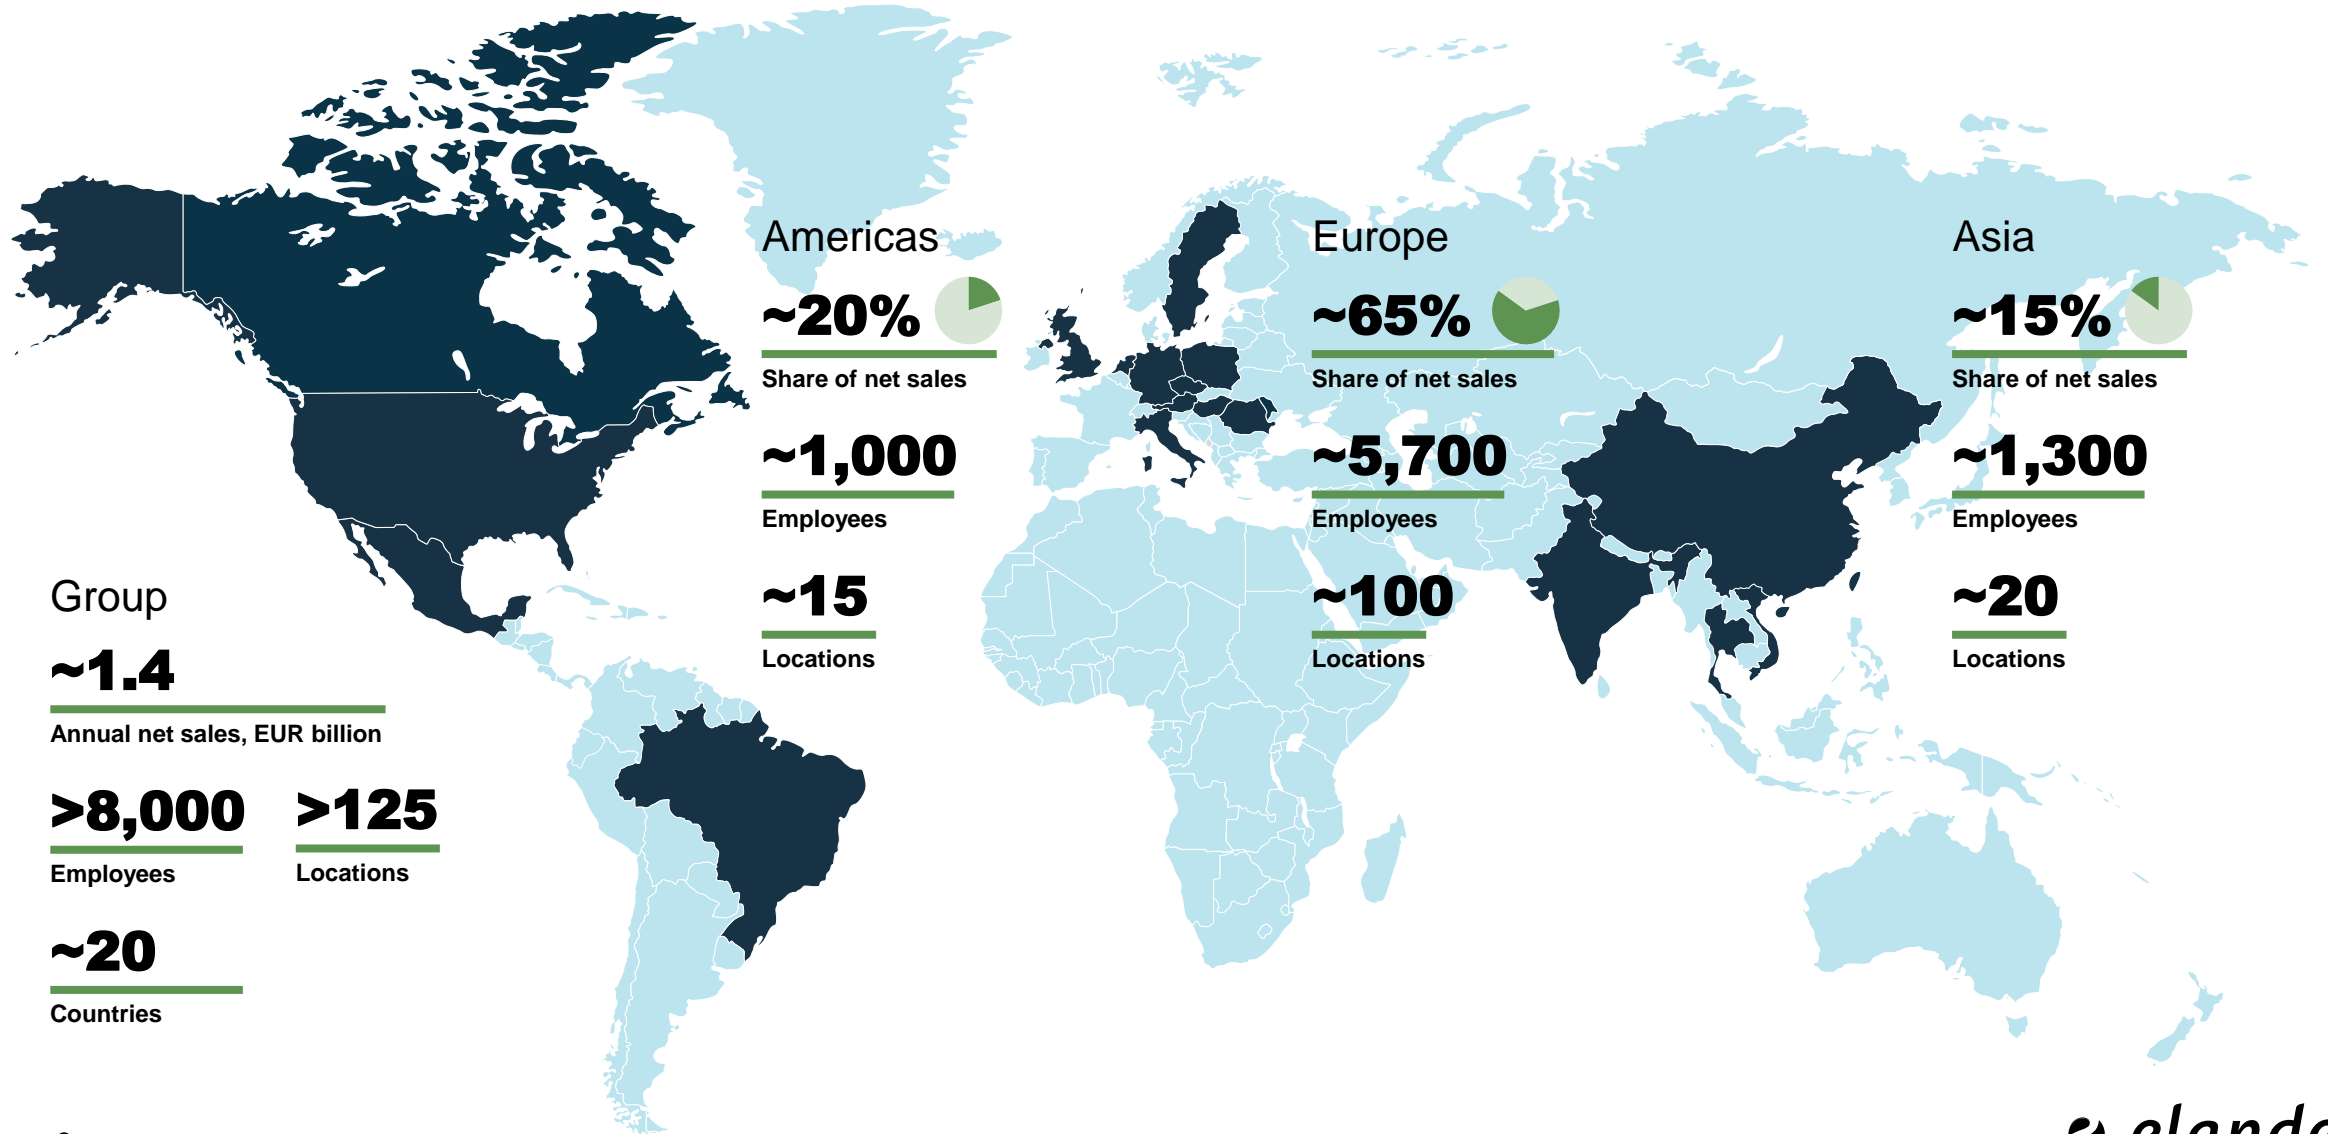 Americas
~20%
Share of net sales
~1,000
Employees
~15
Locations
Europe
~65%
Share of net sales
~5,700
Employees
~100
Locations
Asia
~15%
Share of net sales
~1,300
Employees
~20
Locations
Group
~1.4
Annual net sales, EUR billion
>8,000 >125
Employees Locations
~20
Countries